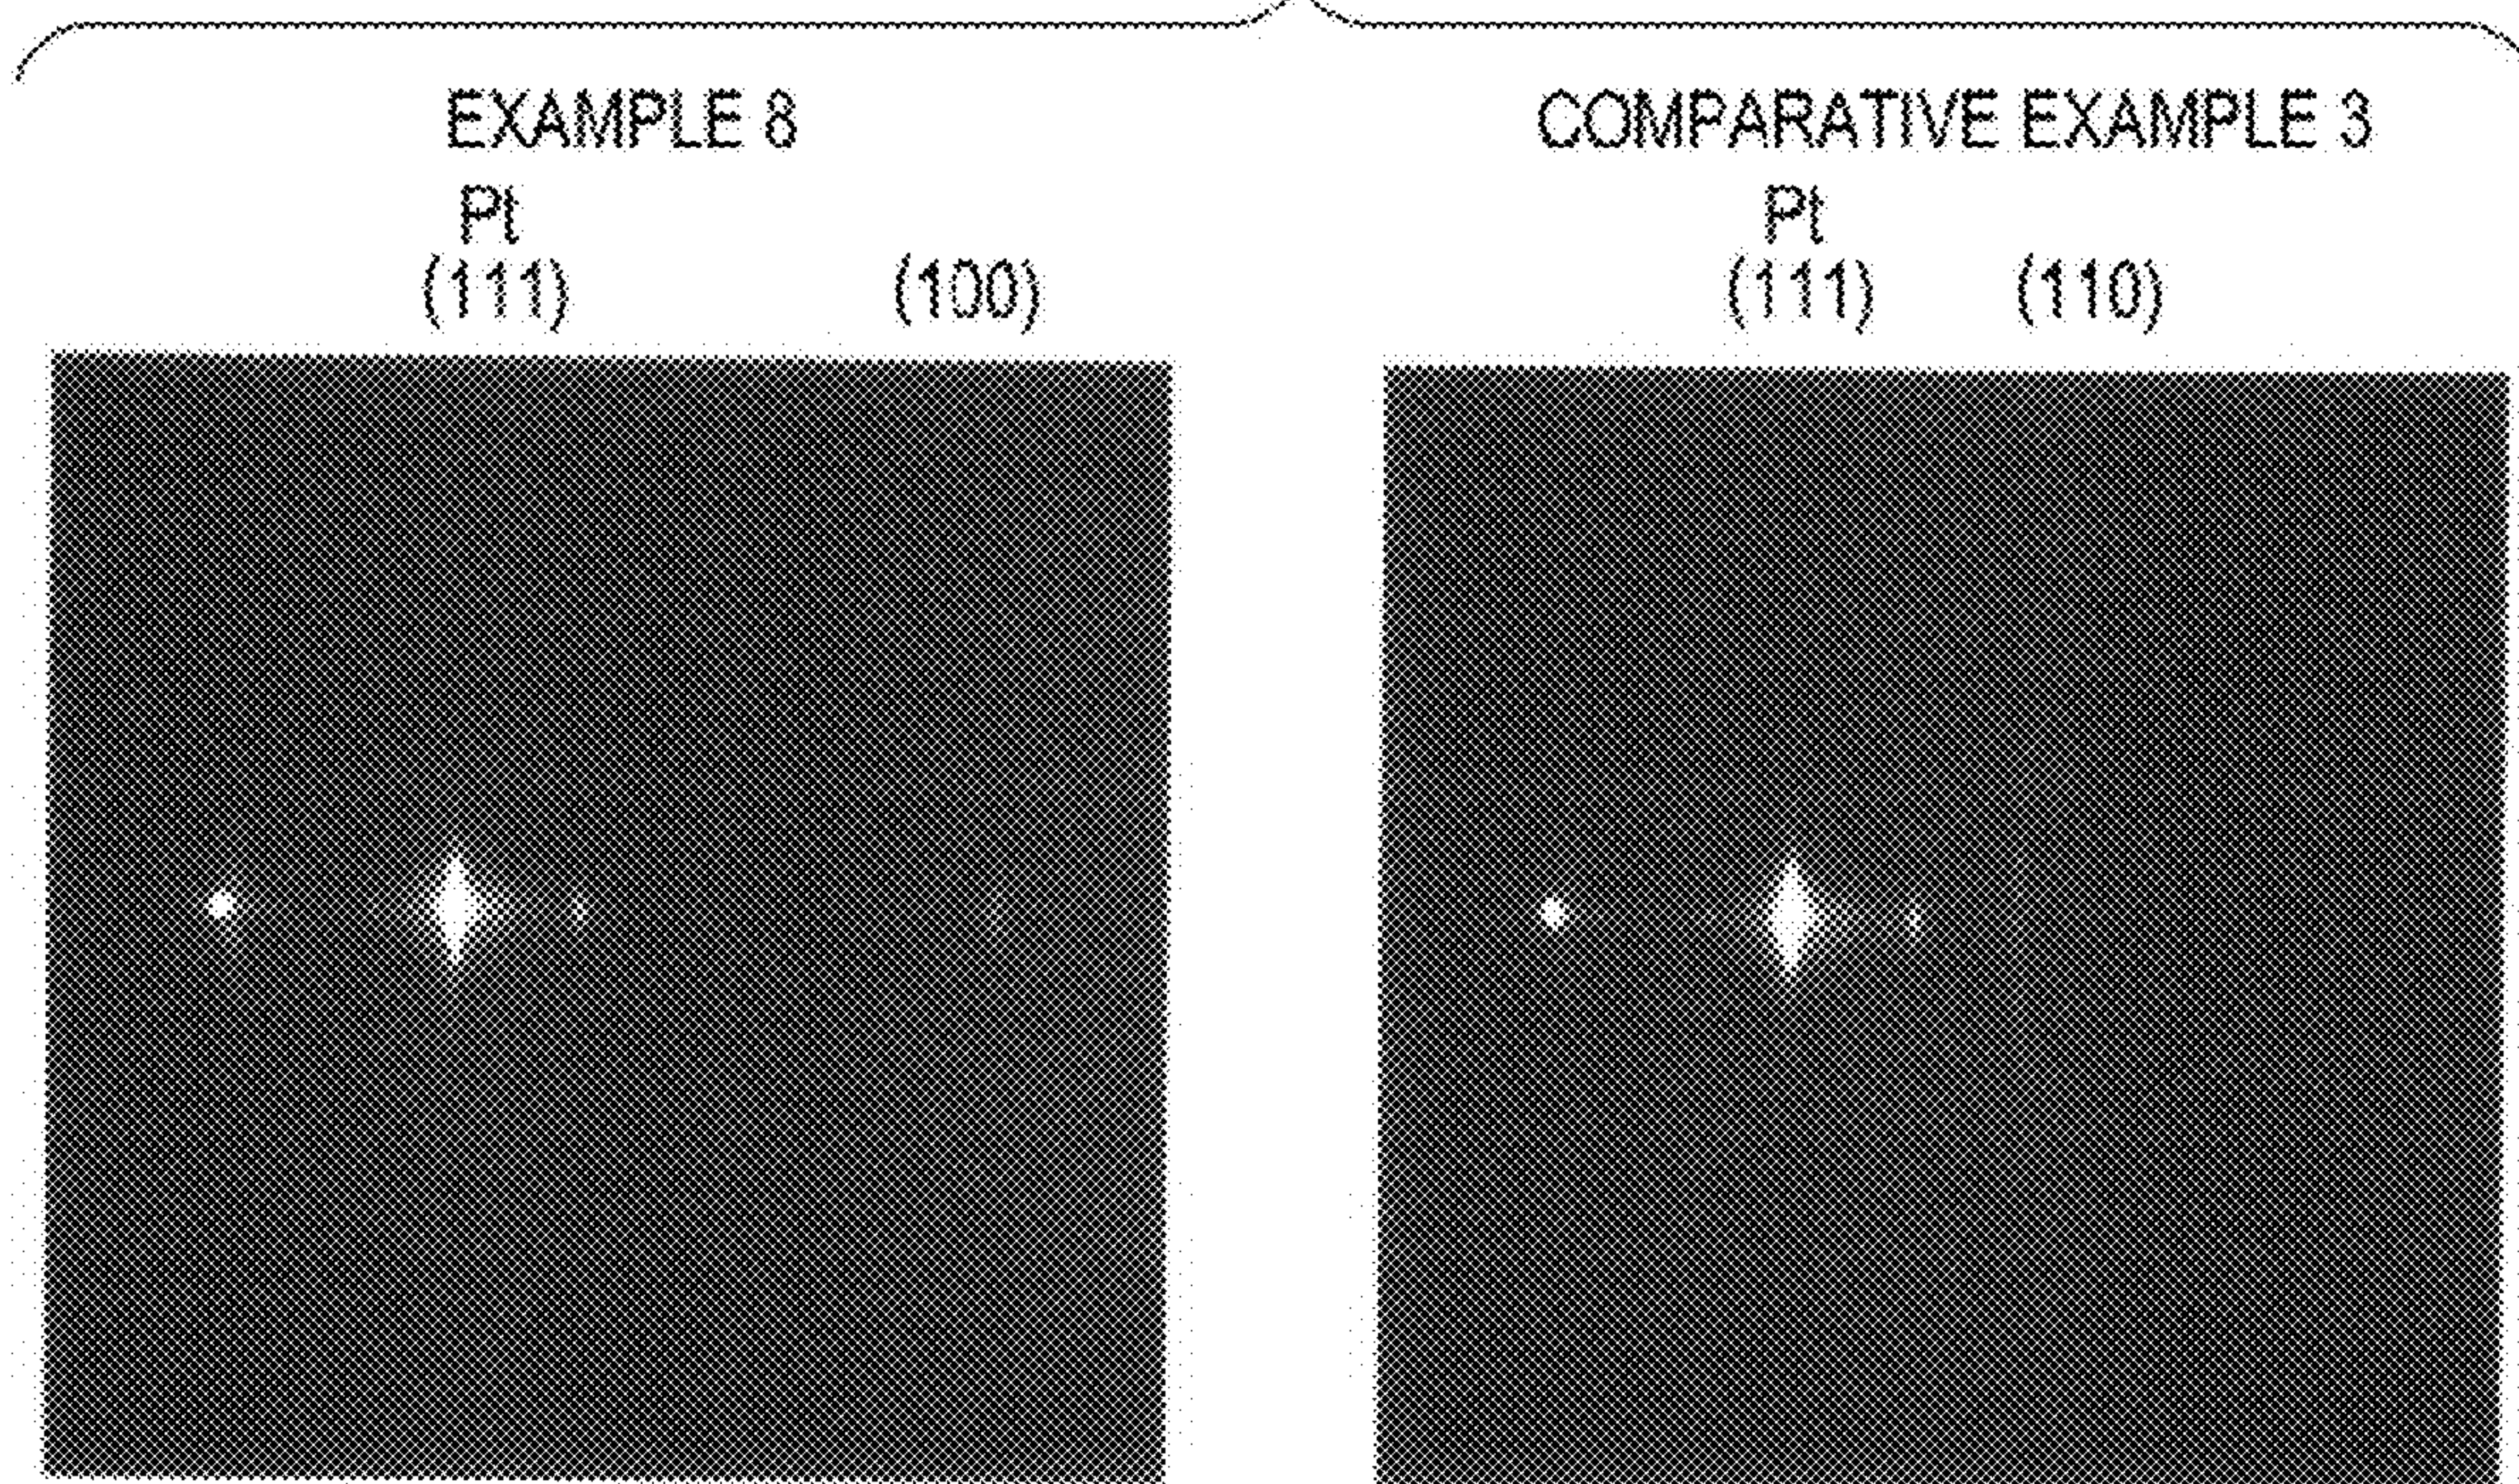 EXAMPLE 8
Pt
(111) (100)
COMPARATIVE EXAMPLE 3
Pt
(111) (110)